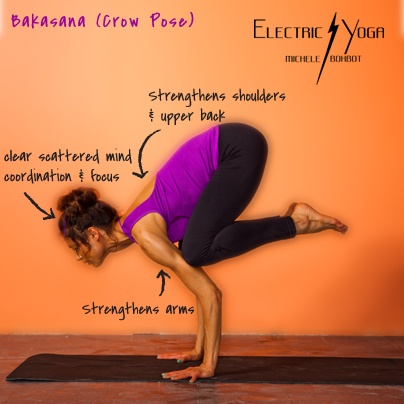 Bakasana (Crow Pose)
Electric Yoga
Michele Bohbot
Strengthens shoulders
& upper back
clear scattered mind
coordination & focus
Strengthens arms